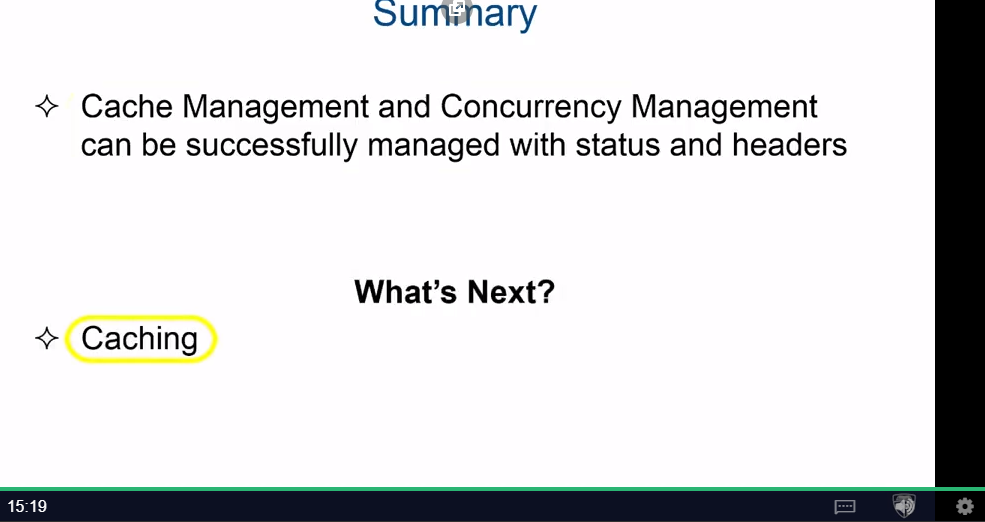 Summary
Cache Management and Concurrency Management
can be successfully managed with status and headers
What's Next?
Caching
15:19